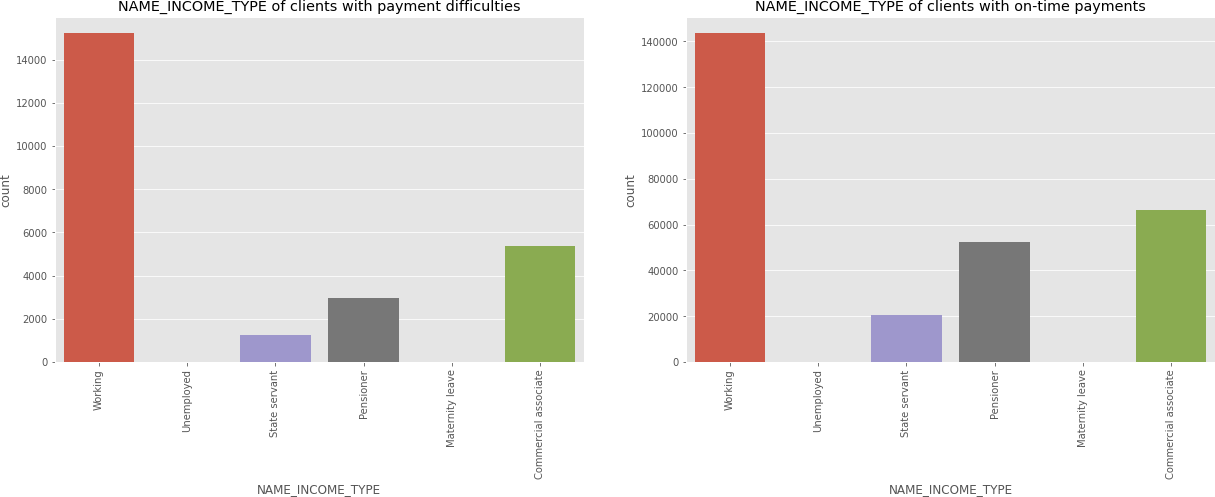 NAME_INCOME_TYPE of clients with payment difficulties
count
14000
12000
10000
8000
6000
4000
2000
0
Working
Unemployed
State servant
Pensioner
Maternity leave
Commercial associate
NAME_INCOME_TYPE
NAME_INCOME_TYPE of clients with on-time payments
count
140000
120000
100000
80000
60000
40000
20000
0
Working
Unemployed
State servant
Pensioner
Maternity leave
Commercial associate
NAME_INCOME_TYPE